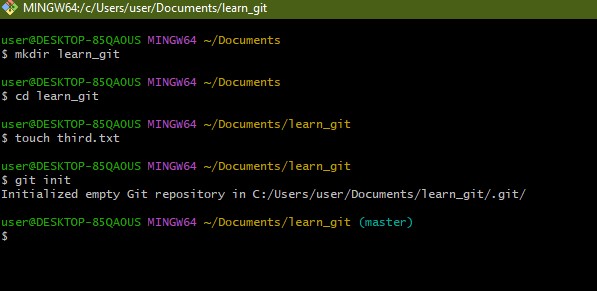 MINGW64:/c/Users/user/Documents/learn_git
user@DESKTOP-85QAOUS MINGW64 ~/Documents
$ mkdir learn_git
user@DESKTOP-85QAOUS MINGW64 ~/Documents
$ cd learn_git
user@DESKTOP-85QAOUS MINGW64 ~/Documents/learn_git
$ touch third.txt
user@DESKTOP-85QAOUS MINGW64 ~/Documents/learn_git
$ git init
Initialized empty Git repository in C:/Users/user/Documents/learn_git/.git/
user@DESKTOP-85QAOUS MINGW64 ~/Documents/learn_git (master)
$